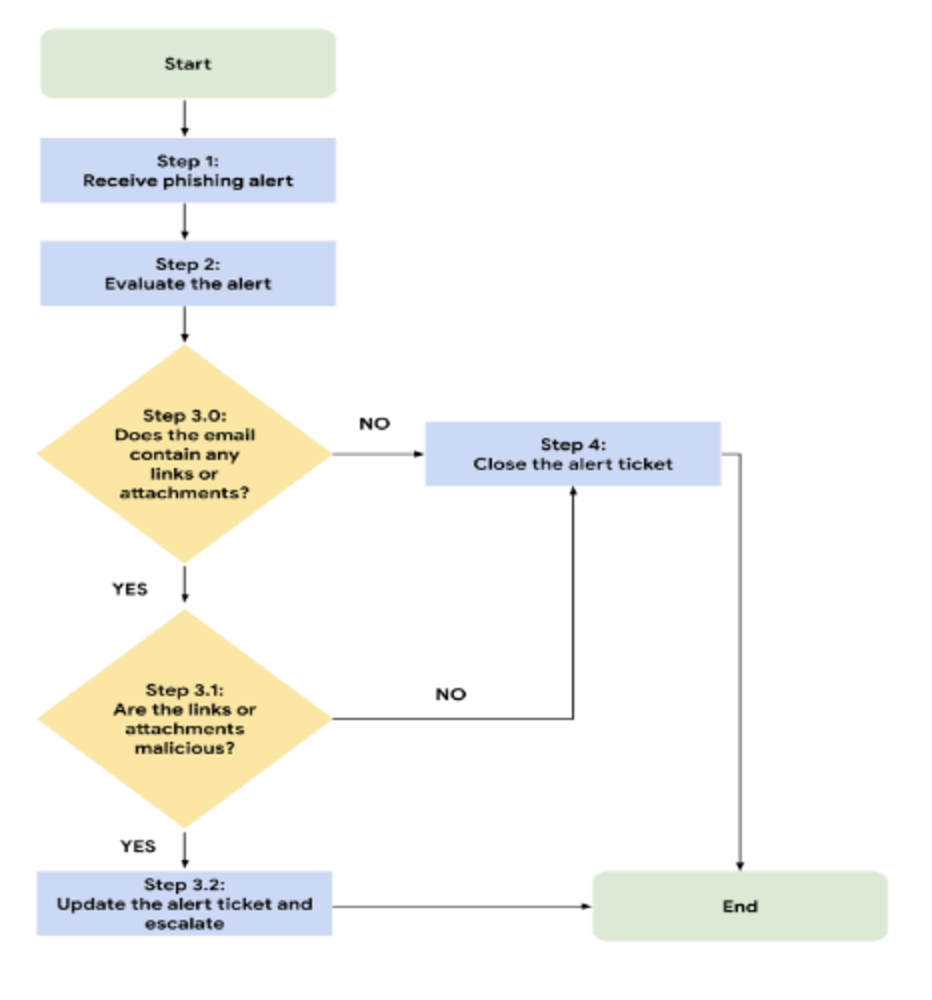 Start
Step 1:
Receive phishing alert
Step 2:
Evaluate the alert
Step 3.0:
Does the email
contain any
links or
attachments?
NO
Step 4:
Close the alert ticket
YES
Step 3.1:
Are the links or
attachments
malicious?
NO
YES
Step 3.2:
Update the alert ticket and
escalate
End